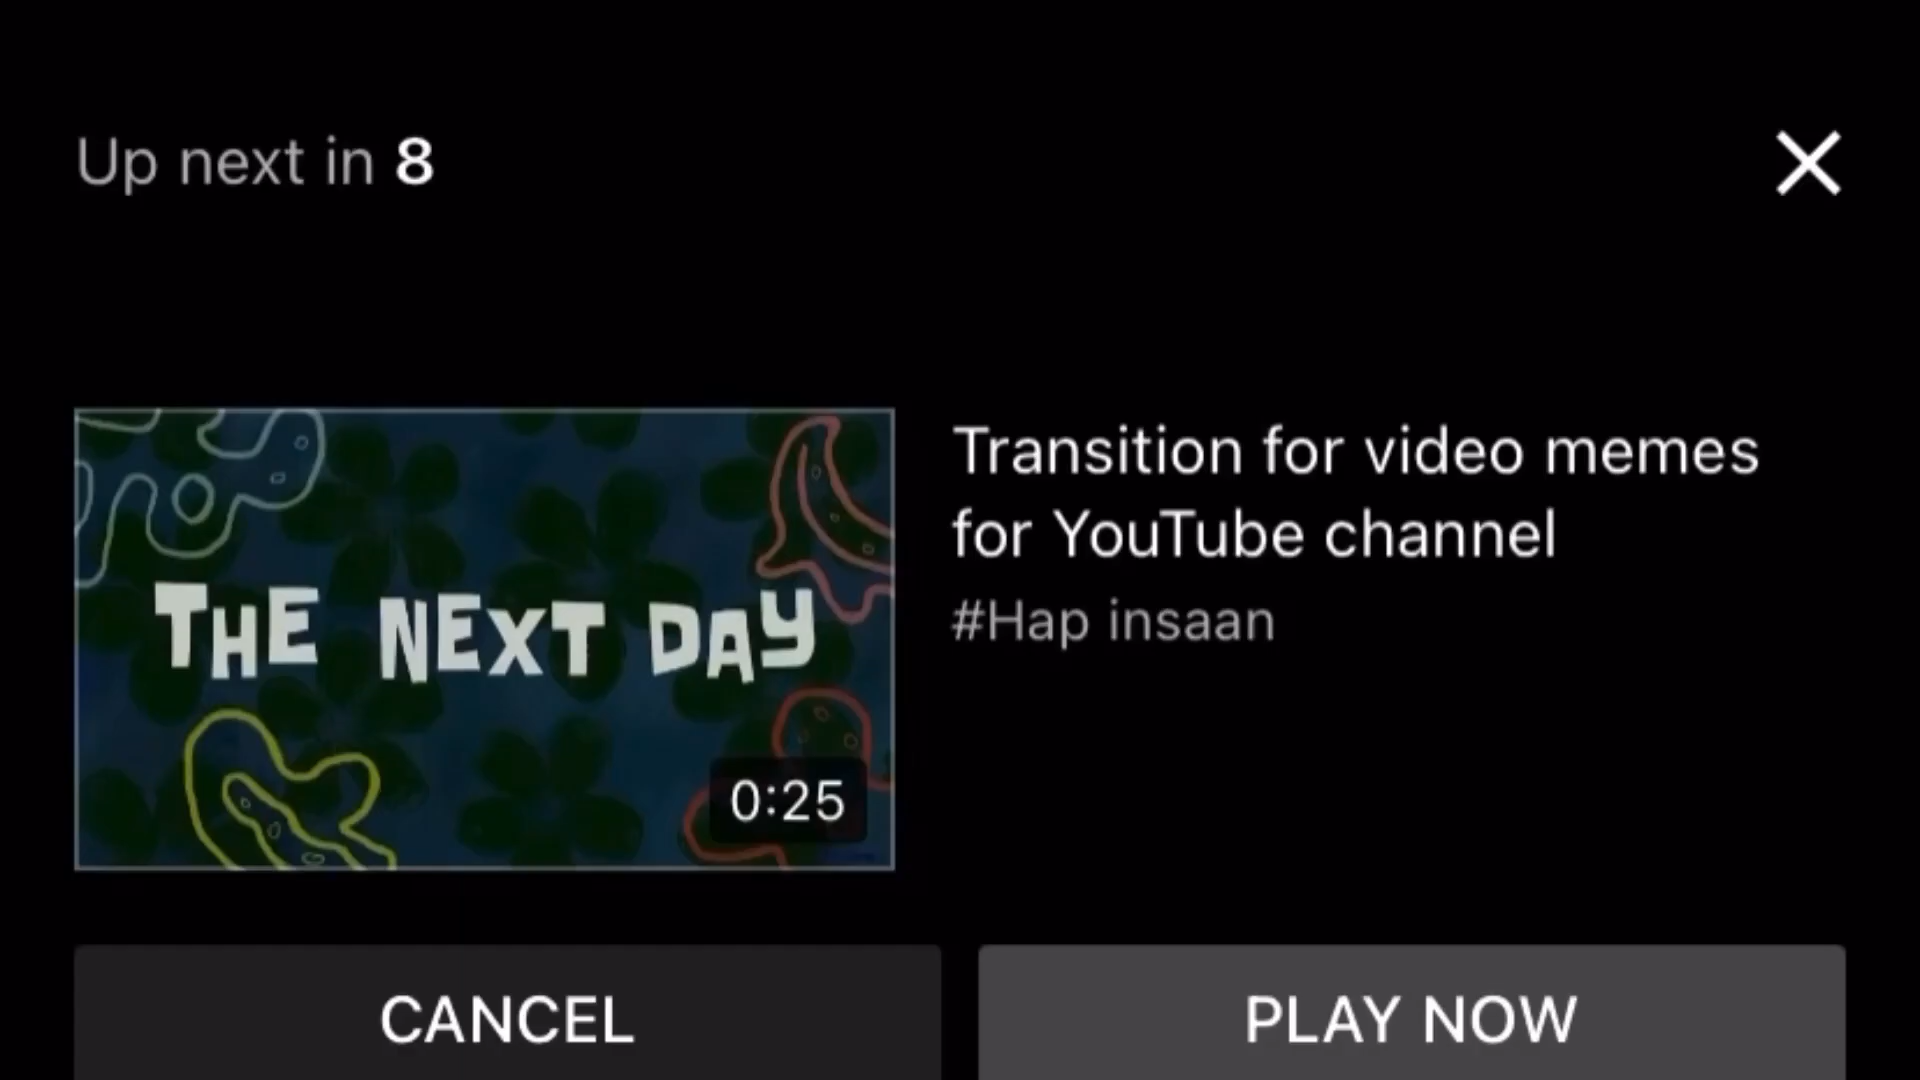 Up next in 8
THE NEXT DAY
0:25
Transition for video memes
for YouTube channel
#Hap insaan
CANCEL
PLAY NOW